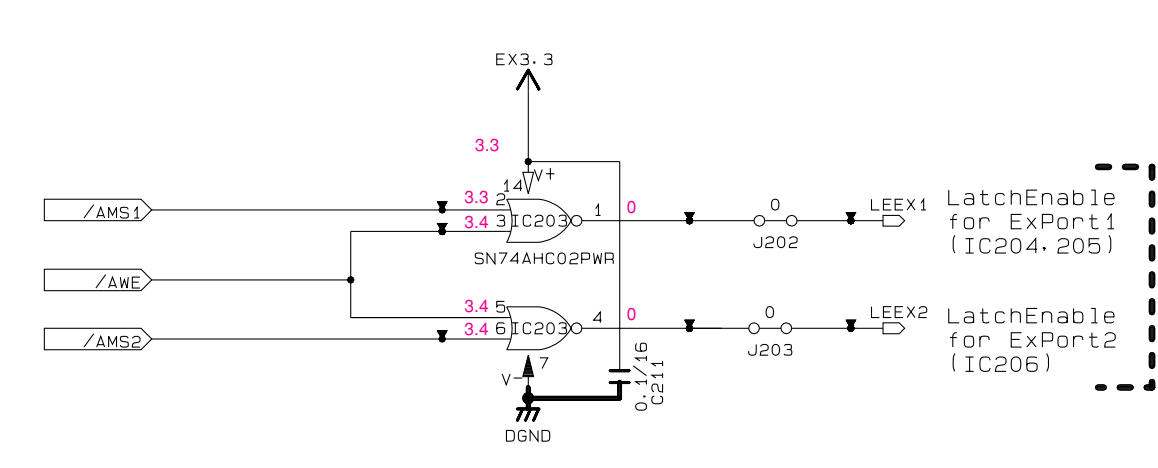 EX3.3
3.3
14 V+
/AMS1
3.3 2
3.4 3
IC203
1
0
0
J202
LEEX1
LatchEnable
for ExPort1
(IC204,205)
SN74AHC02PWR
/AWE
/AMS2
3.4 5
3.4 6
IC203
4
0
0
J203
LEEX2
LatchEnable
for ExPort2
(IC206)
7
V-
0.1/16
C211
DGND